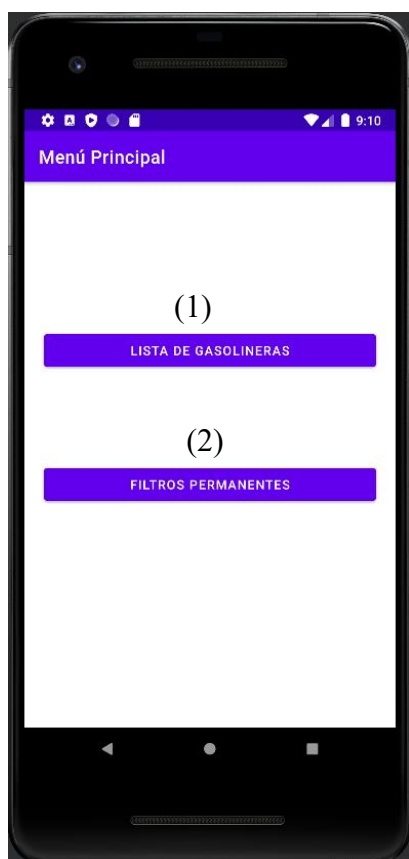 9:10
Menú Principal
(1)
LISTA DE GASOLINERAS
(2)
FILTROS PERMANENTES